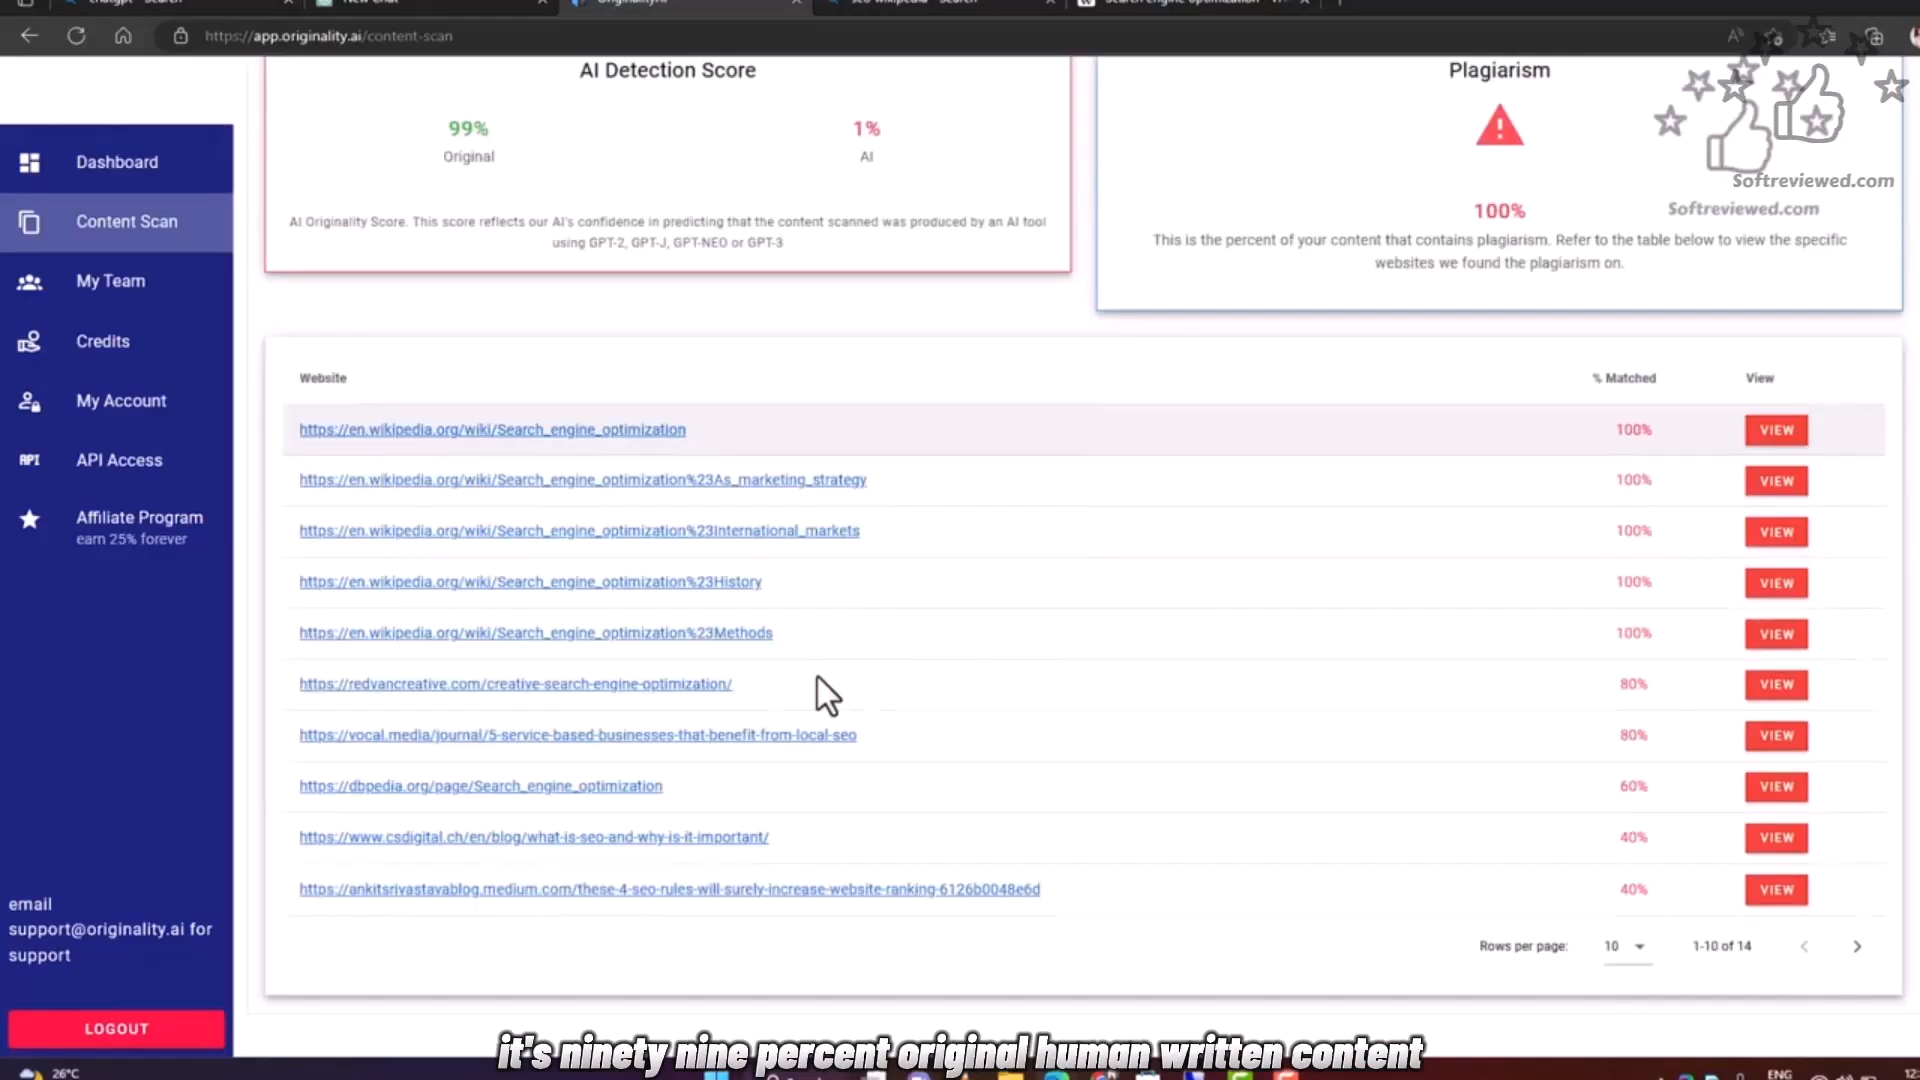 https://app.originality.ai/content-scan
AI Detection Score
Plagiarism
99%
Original
1%
AI
AI Originality Score. This score reflects our AI's confidence in predicting that the content scanned was produced by an AI tool
using GPT-2, GPT-J, GPT-NEO or GPT-3
100%
This is the percent of your content that contains plagiarism. Refer to the table below to view the specific
websites we found the plagiarism on.
Softreviewed.com
Softreviewed.com
Dashboard
Content Scan
My Team
Credits
My Account
API API Access
Affiliate Program
earn 25% forever
email
support@originality.ai for
support
LOGOUT
Website % Matched View
https://en.wikipedia.org/wiki/Search_engine_optimization 100% VIEW
https://en.wikipedia.org/wiki/Search_engine_optimization%23As_marketing_strategy 100% VIEW
https://en.wikipedia.org/wiki/Search_engine_optimization%23International_markets 100% VIEW
https://en.wikipedia.org/wiki/Search_engine_optimization%23History 100% VIEW
https://en.wikipedia.org/wiki/Search_engine_optimization%23Methods 100% VIEW
https://redvancreative.com/creative-search-engine-optimization/ 80% VIEW
https://vocal.media/journal/5-service-based-businesses-that-benefit-from-local-seo 80% VIEW
https://dbpedia.org/page/Search_engine_optimization 60% VIEW
https://www.csdigital.ch/en/blog/what-is-seo-and-why-is-it-important/ 40% VIEW
https://ankitsrivastavablog.medium.com/these-4-seo-rules-will-surely-increase-website-ranking-6126b0048e6d 40% VIEW
Rows per page: 10 1-10 of 14
it's ninety nine percent original human written content
26°C
ENG